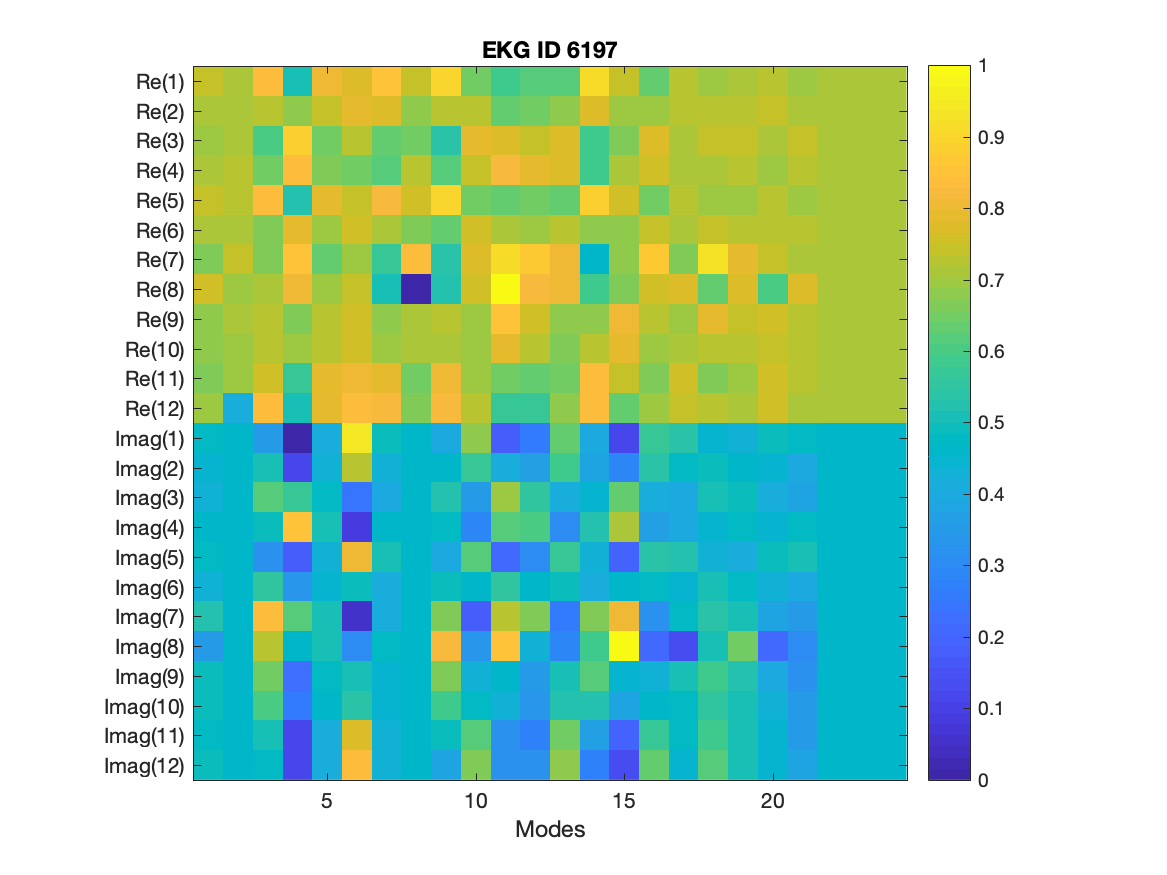 EKG ID 6197
Re(1)
Re(2)
Re(3)
Re(4)
Re(5)
Re(6)
Re(7)
Re(8)
Re(9)
Re(10)
Re(11)
Re(12)
Imag(1)
Imag(2)
Imag(3)
Imag(4)
Imag(5)
Imag(6)
Imag(7)
Imag(8)
Imag(9)
Imag(10)
Imag(11)
Imag(12)
5 10 15 20
Modes
1
0.9
0.8
0.7
0.6
0.5
0.4
0.3
0.2
0.1
0